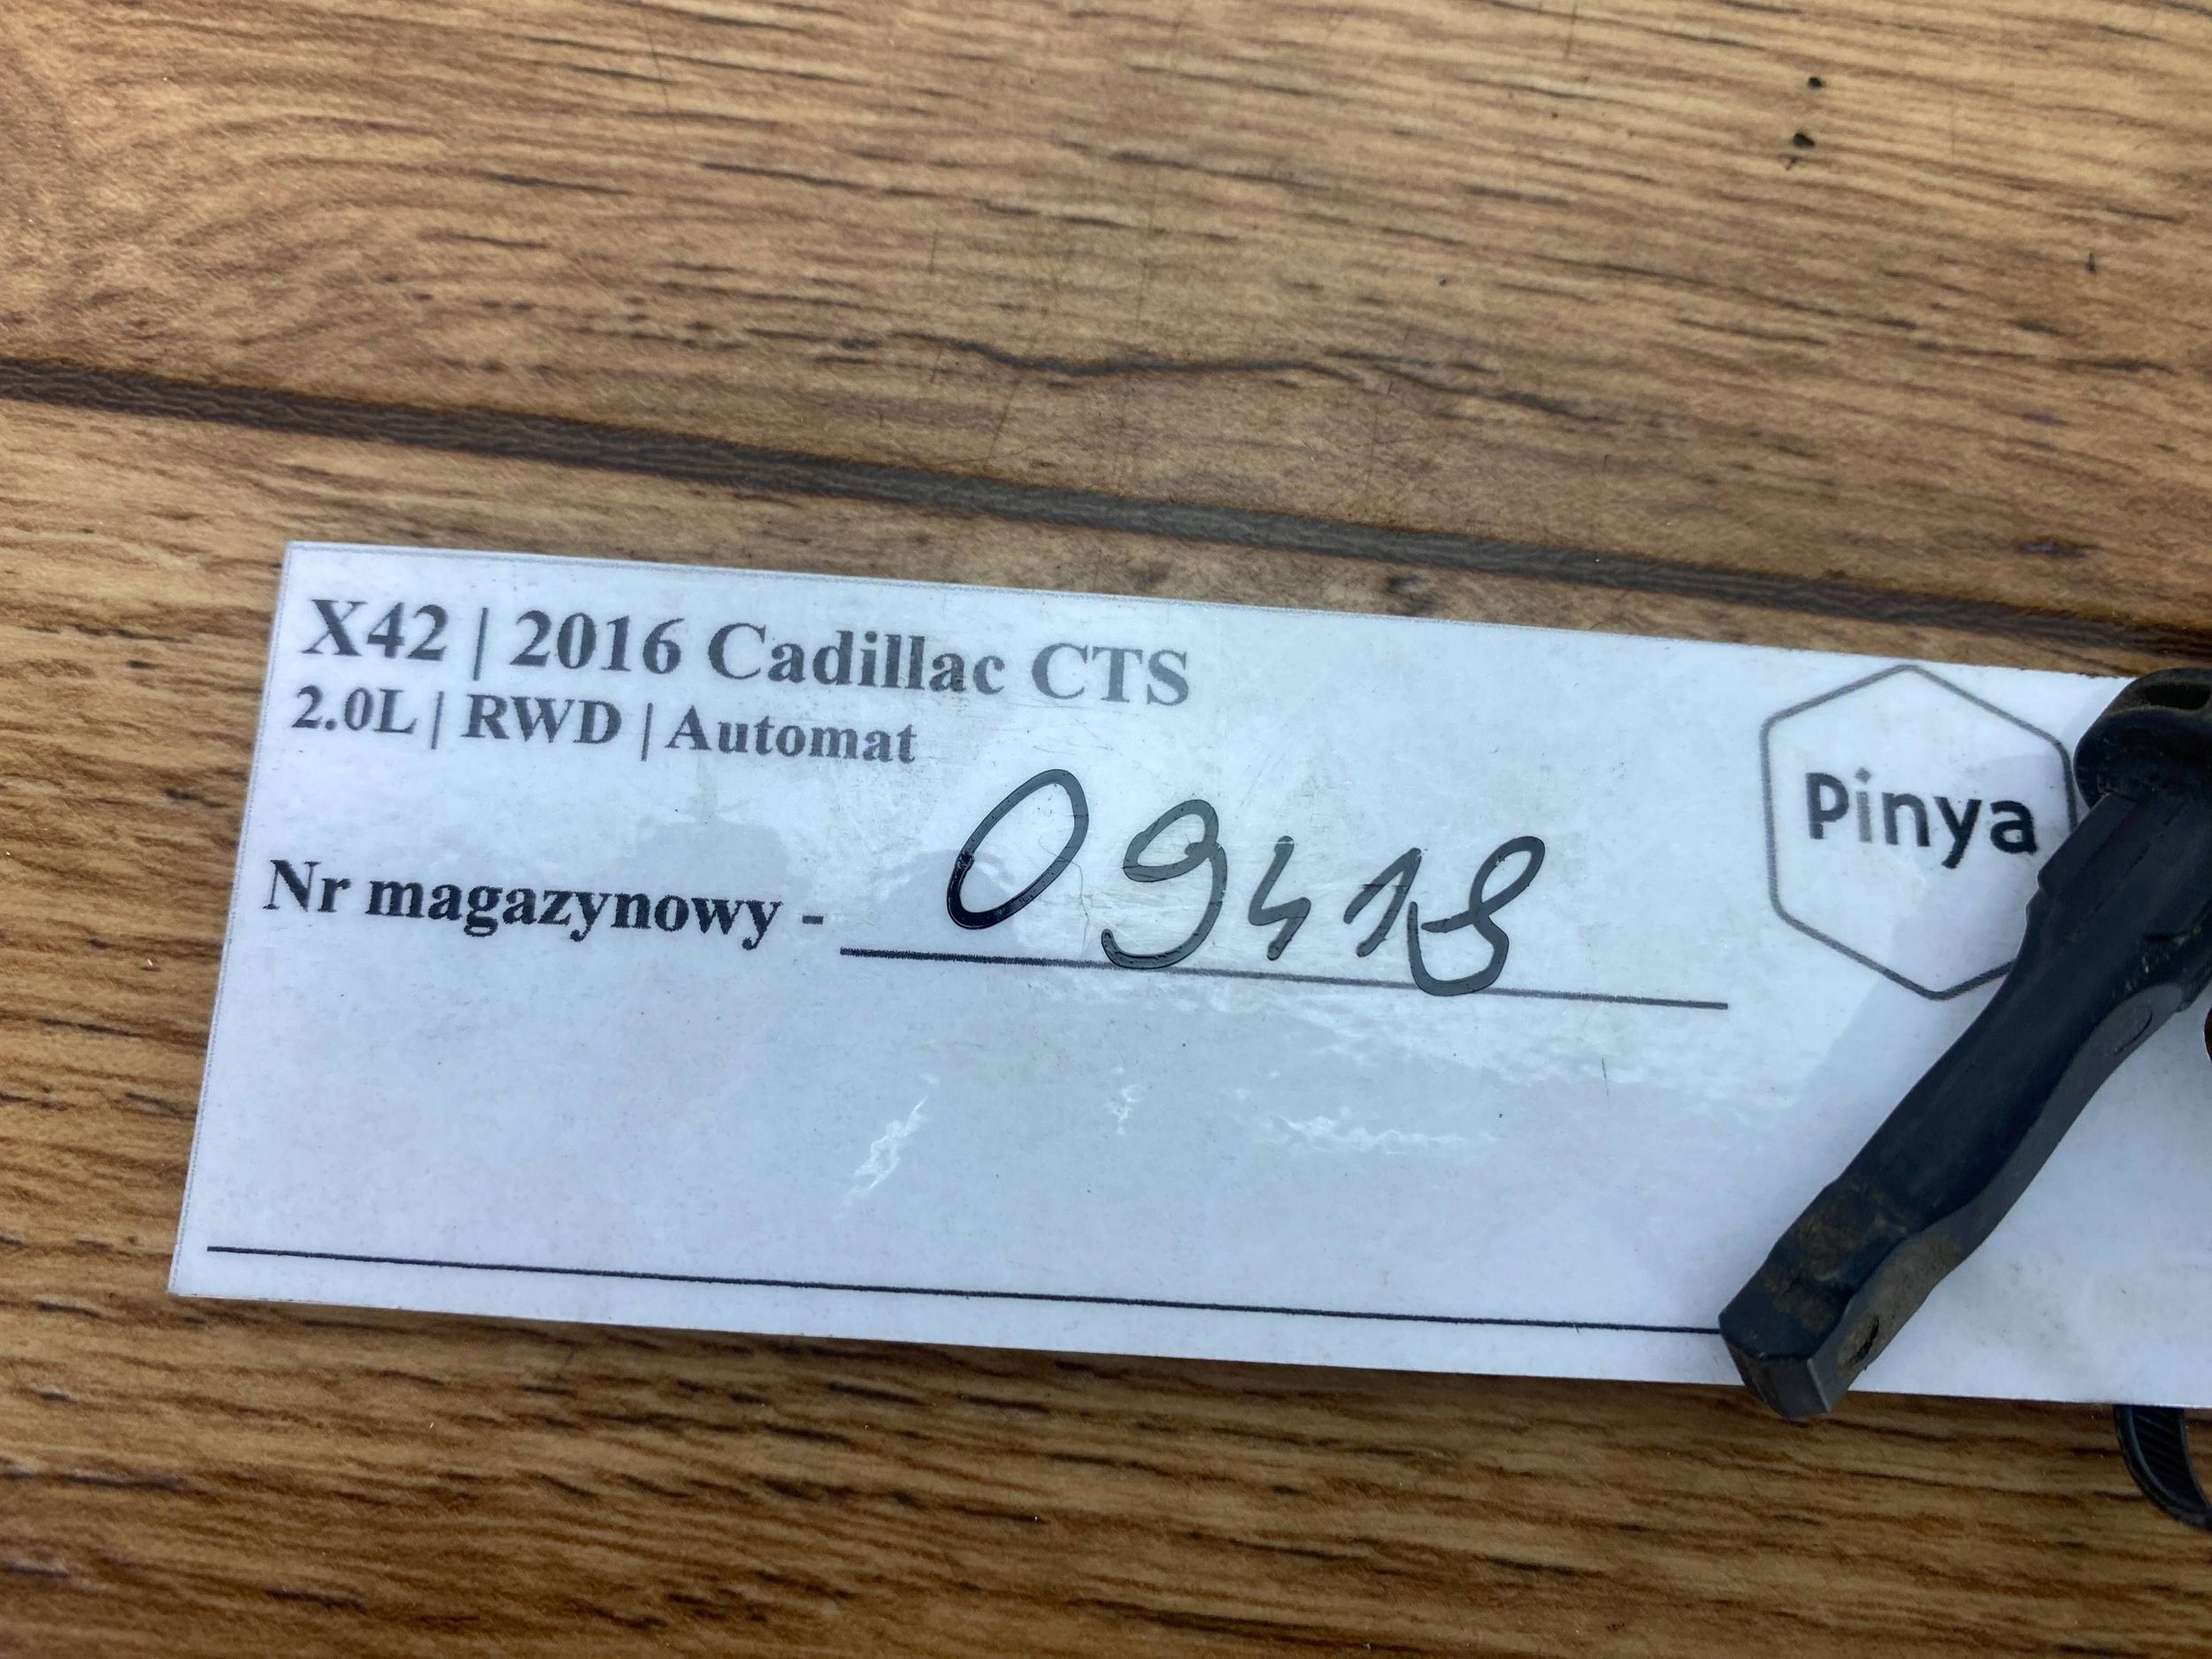 X42 | 2016 Cadillac CTS
2.0L | RWD | Automat
Pinya
Nr magazynowy - 09418